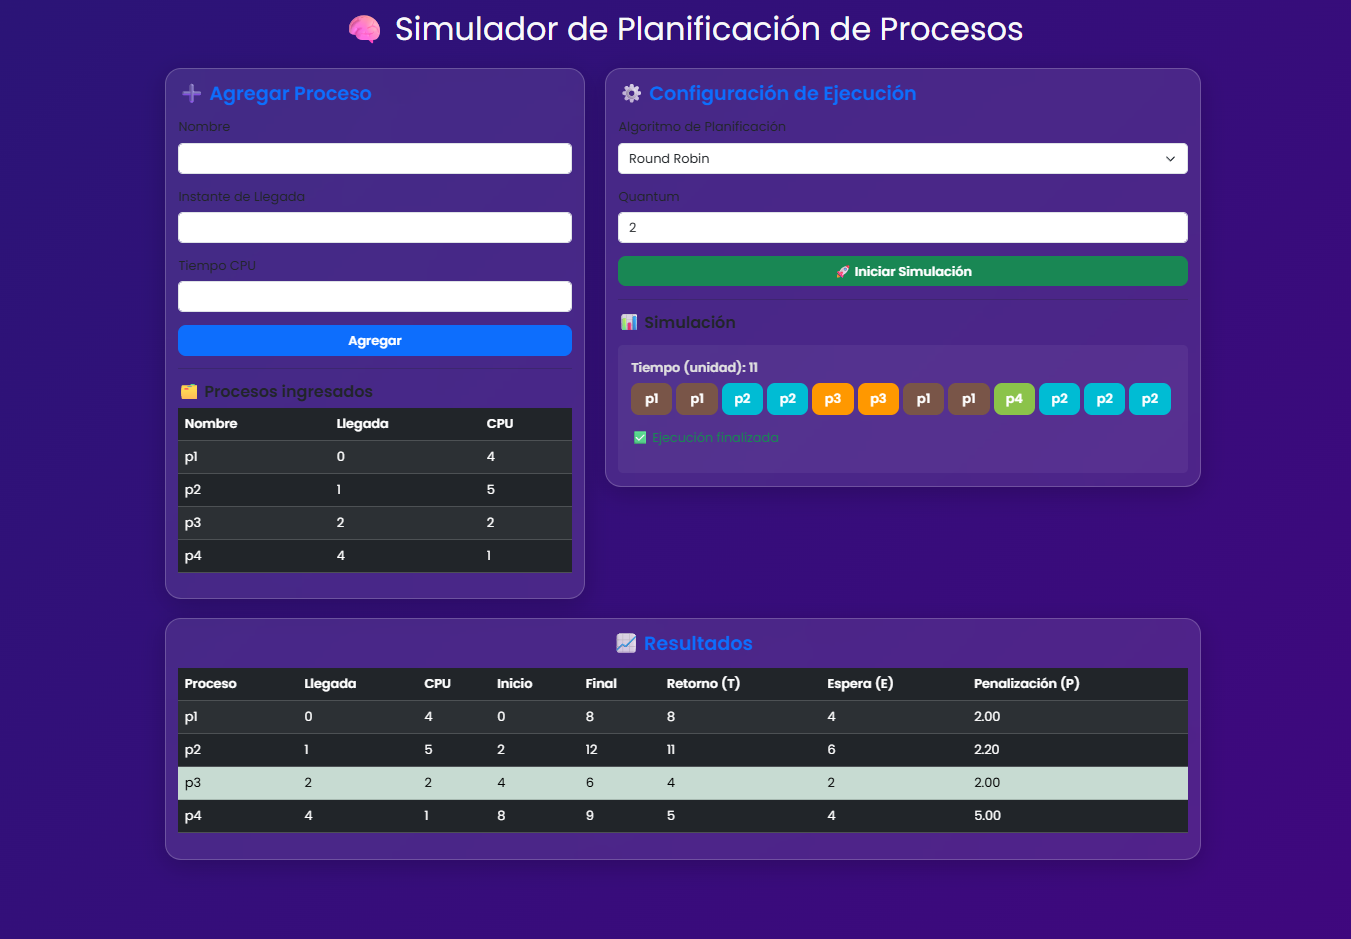 Simulador de Planificación de Procesos
Agregar Proceso
Nombre
Instante de Llegada
Tiempo CPU
Agregar
Procesos ingresados
Nombre Llegada CPU
p1 0 4
p2 1 5
p3 2 2
p4 4 1
Configuración de Ejecución
Algoritmo de Planificación
Round Robin
Quantum
2
Iniciar Simulación
Simulación
Tiempo (unidad): 11
p1 p1 p2 p2 p3 p3 p1 p1 p4 p2 p2 p2
Ejecución finalizada
Resultados
Proceso Llegada CPU Inicio Final Retorno (T) Espera (E) Penalización (P)
p1 0 4 0 8 8 4 2.00
p2 1 5 2 12 11 6 2.20
p3 2 2 4 6 4 2 2.00
p4 4 1 8 9 5 4 5.00